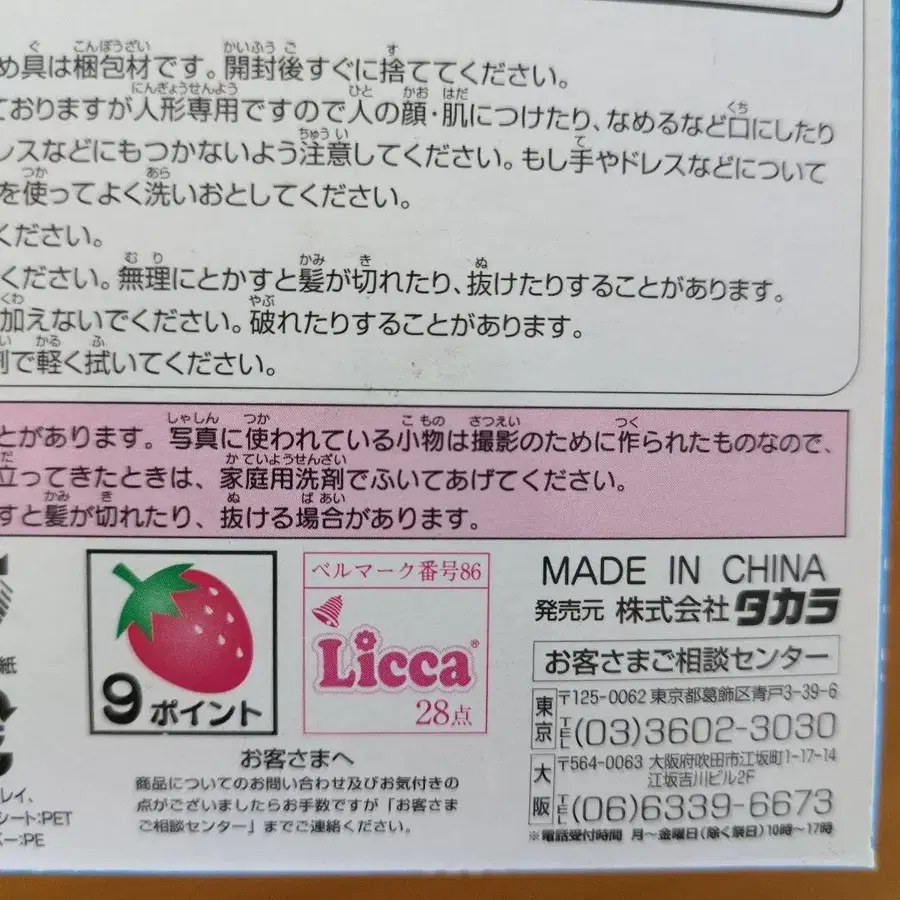 め具は梱包材です。開封後すぐに捨ててください。
ておりますが人形専用ですので人の顔・肌につけたり、なめるなど口にしたり
レスなどにもつかないよう注意してください。もし手やドレスなどについて
を使ってよく洗いおとしてください。
ください。
ください。無理にとかすと髪が切れたり、抜けたりすることがあります。
加えないでください。破れたりすることがあります。
剤で軽く拭いてください。
とがあります。写真に使われている小物は撮影のために作られたものなので、
立ってきたときは、家庭用洗剤でふいてあげてください。
すと髪が切れたり、抜ける場合があります。
9ポイント
ベルマーク番号86
Licca®
28点
お客さまへ
商品についてのお問い合わせ及びお気付きの
点がございましたらお手数ですが「お客さま
ご相談センター」までご連絡ください。
MADE IN CHINA
発売元 株式会社タカラ
お客さまご相談センター
東京 〒125-0062 東京都葛飾区青戸3-39-6
TEL(03)3602-3030
大阪 〒564-0063 大阪府吹田市江坂町1-17-14
江坂吉川ビル2F
TEL(06)6339-6673
※電話受付時間 月〜金曜日(除く祭日)10時〜17時
紙
レイ、
シート:PET
バー:PE